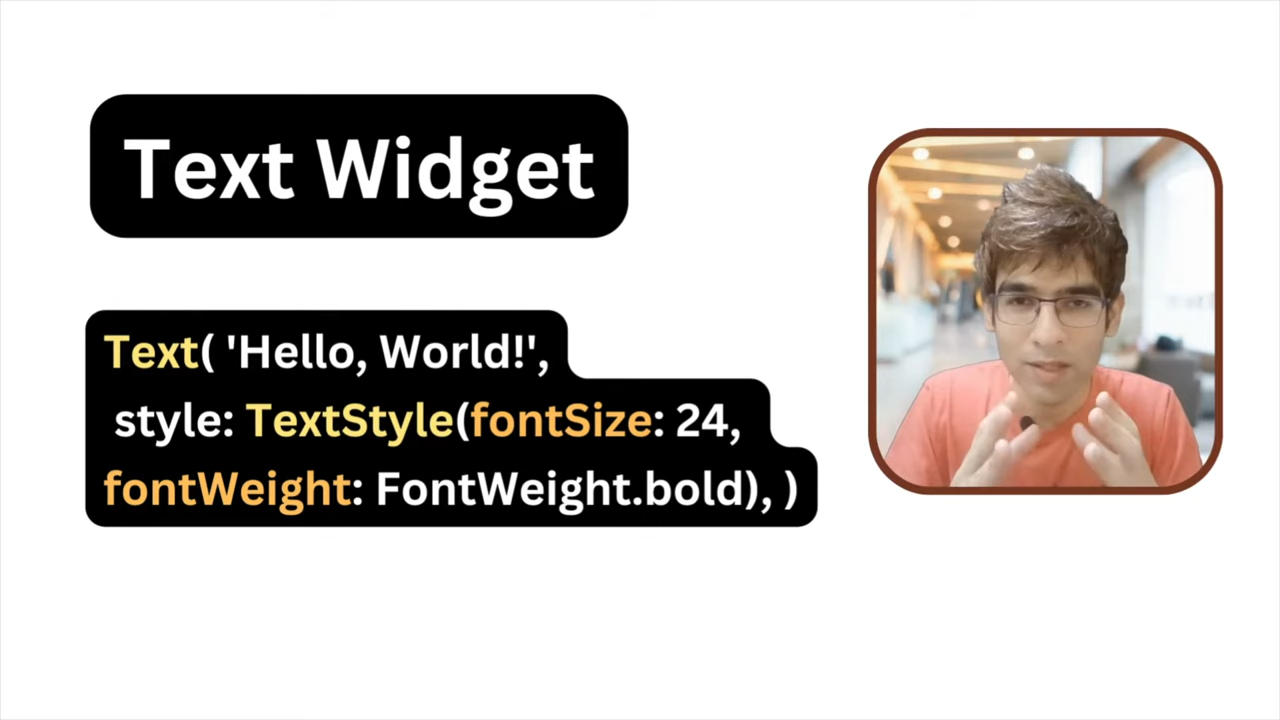 Text Widget
Text( 'Hello, World!',
style: TextStyle(fontSize: 24,
fontWeight: FontWeight.bold), )